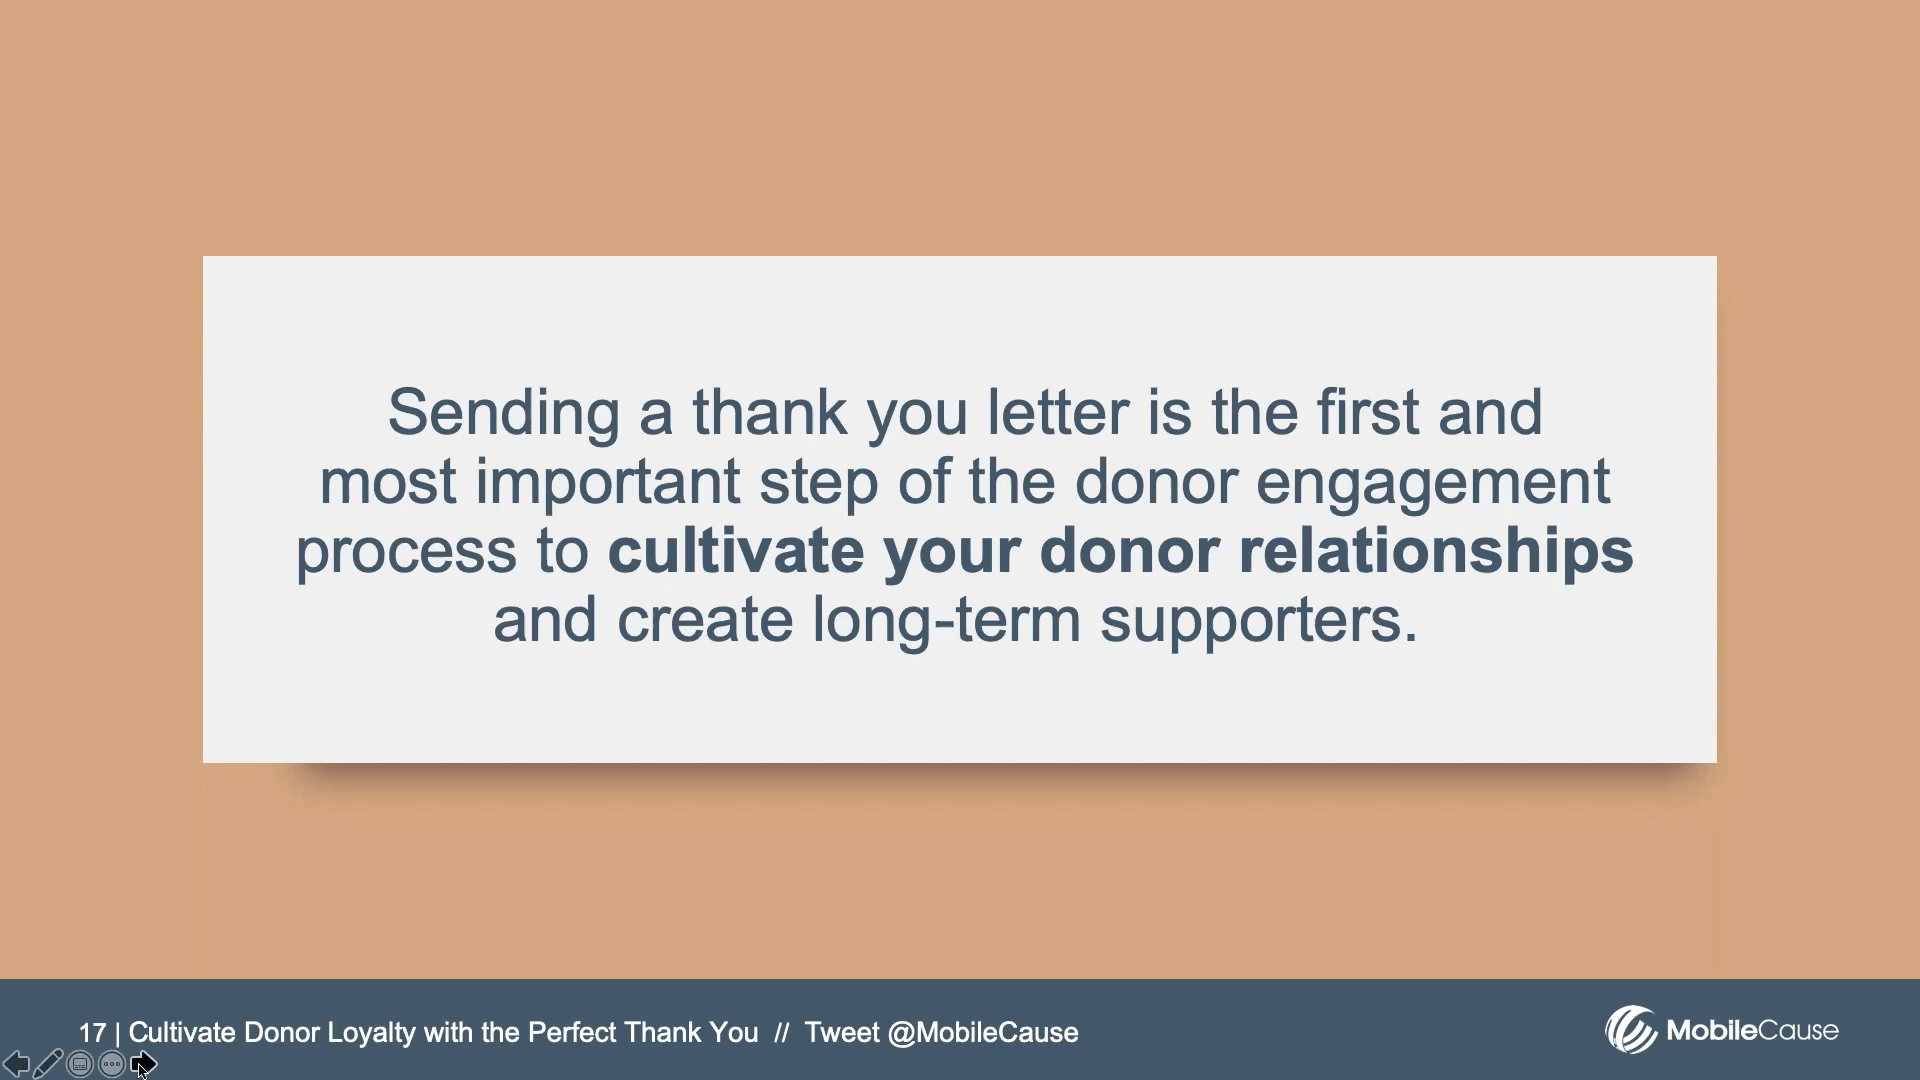 Sending a thank you letter is the first and
most important step of the donor engagement
process to cultivate your donor relationships
and create long-term supporters.
17 | Cultivate Donor Loyalty with the Perfect Thank You // Tweet @MobileCause
MobileCause